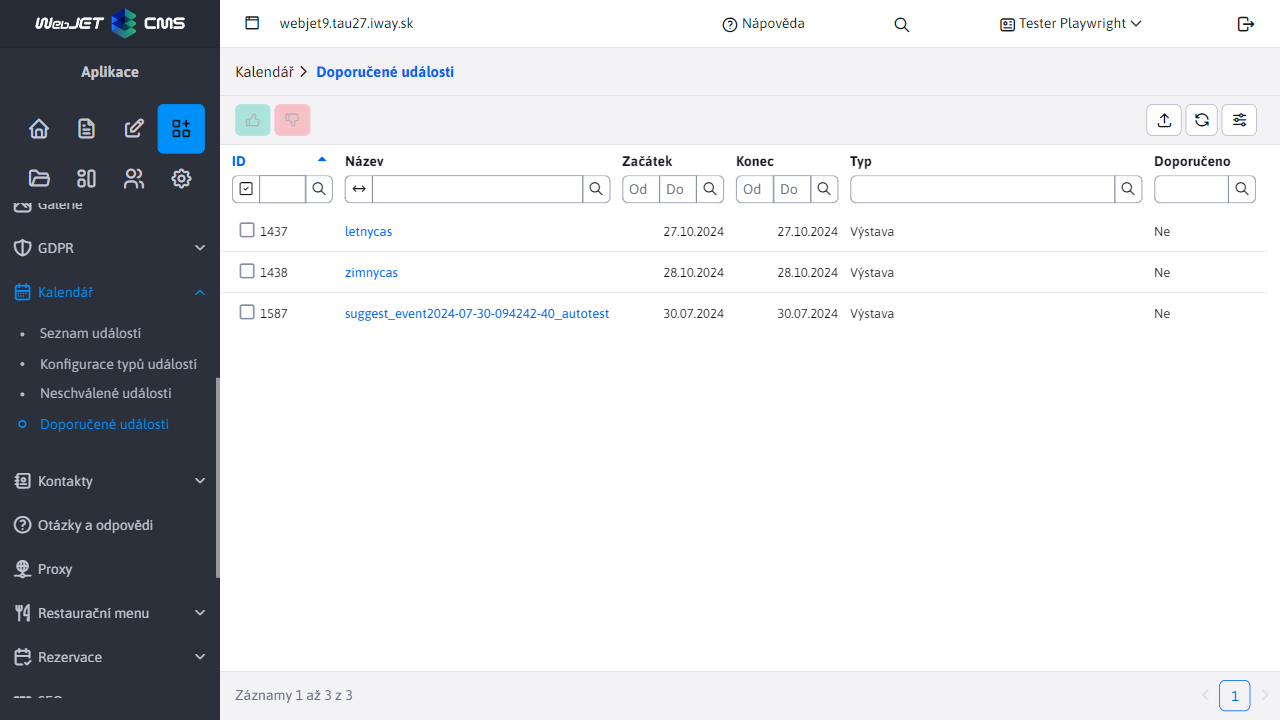 WebJET CMS
webjet9.tau27.iway.sk
Nápověda
Tester Playwright
Aplikace
Galerie
GDPR
Kalendář
Seznam událostí
Konfigurace typů událostí
Neschválené události
Doporučené události
Kontakty
Otázky a odpovědi
Proxy
Restaurační menu
Rezervace
SEO
Kalendář > Doporučené události
ID Název Začátek Konec Typ Doporučeno
Od Do Od Do
1437 letnycas 27.10.2024 27.10.2024 Výstava Ne
1438 zimnycas 28.10.2024 28.10.2024 Výstava Ne
1587 suggest_event2024-07-30-094242-40_autotest 30.07.2024 30.07.2024 Výstava Ne
Záznamy 1 až 3 z 3
1